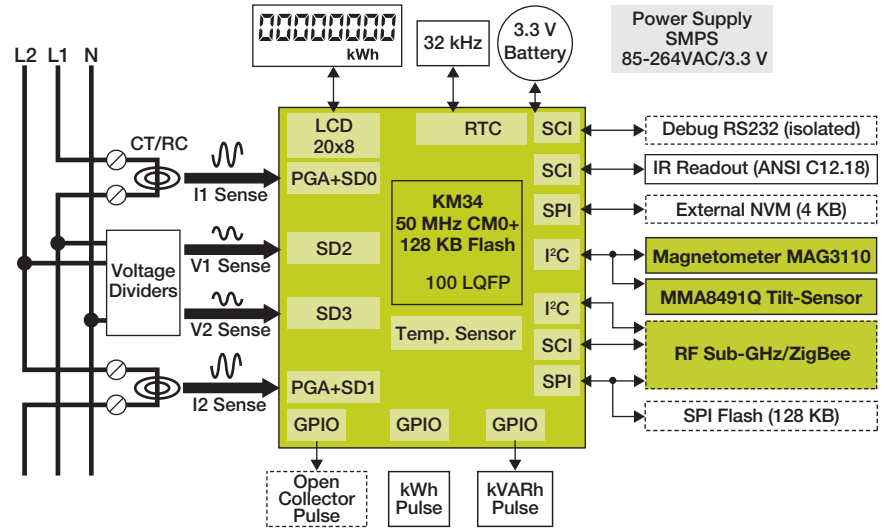 kWh
32 kHz
3.3 V
Battery
Power Supply
SMPS
85-264VAC/3.3 V
L2 L1 N
CT/RC
I1 Sense
Voltage
Dividers
V1 Sense
V2 Sense
I2 Sense
LCD
20x8
RTC
SCI
PGA+SD0
SCI
SPI
KM34
50 MHz CM0+
128 KB Flash
100 LQFP
SD2
I²C
SD3
I²C
Temp. Sensor
SCI
PGA+SD1
SPI
GPIO
GPIO
GPIO
Debug RS232 (isolated)
IR Readout (ANSI C12.18)
External NVM (4 KB)
Magnetometer MAG3110
MMA8491Q Tilt-Sensor
RF Sub-GHz/ZigBee
SPI Flash (128 KB)
Open
Collector
Pulse
kWh
Pulse
kVARh
Pulse